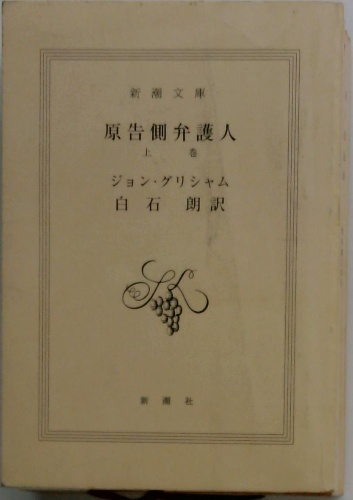 新潮文庫
原告側弁護人
上巻
ジョン・グリシャム
白石朗訳
新潮社